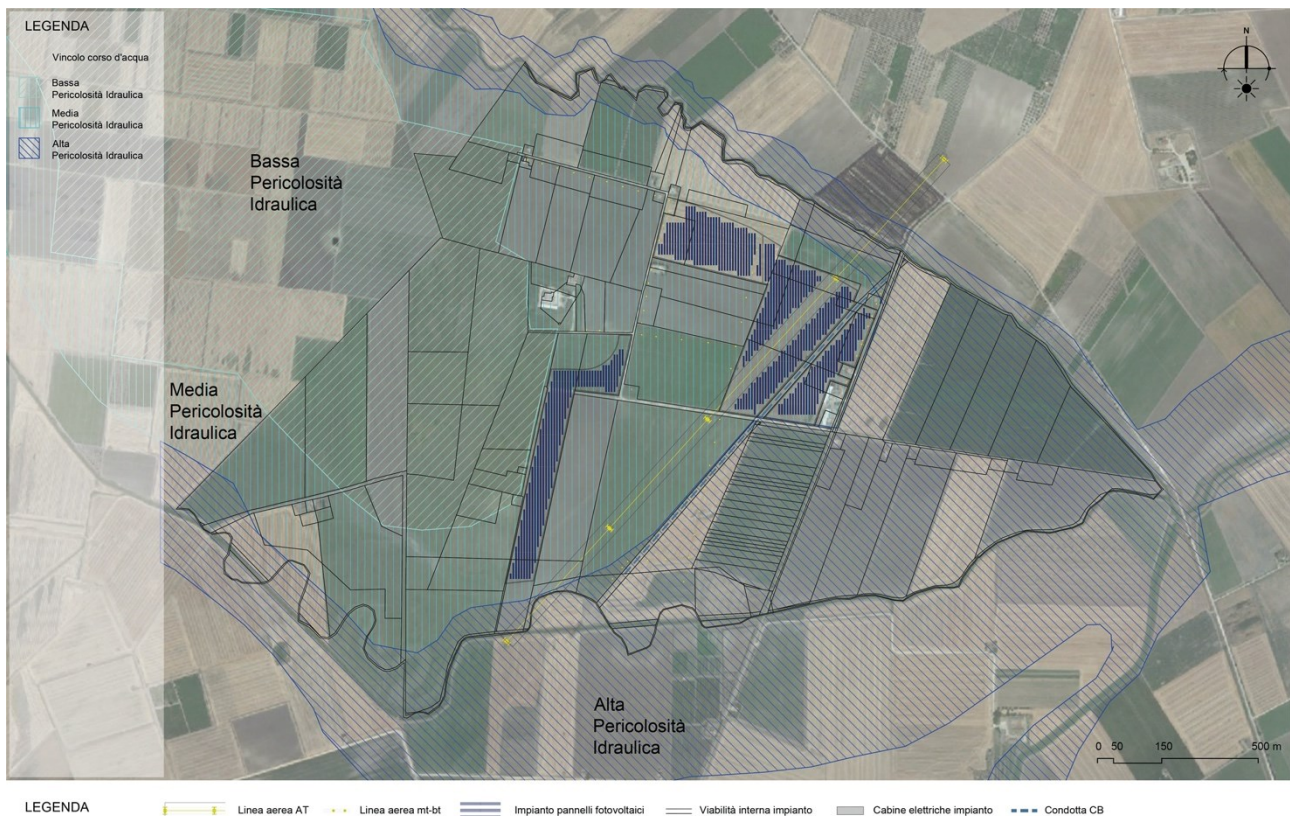 LEGENDA
Vincolo corso d'acqua
Bassa
Pericolosità Idraulica
Media
Pericolosità Idraulica
Alta
Pericolosità Idraulica
N
Bassa
Pericolosità
Idraulica
Media
Pericolosità
Idraulica
Alta
Pericolosità
Idraulica
0 50 150 500 m
LEGENDA
Linea aerea AT
Linea aerea mt-bt
Impianto pannelli fotovoltaici
Viabilità interna impianto
Cabine elettriche impianto
Condotta CB